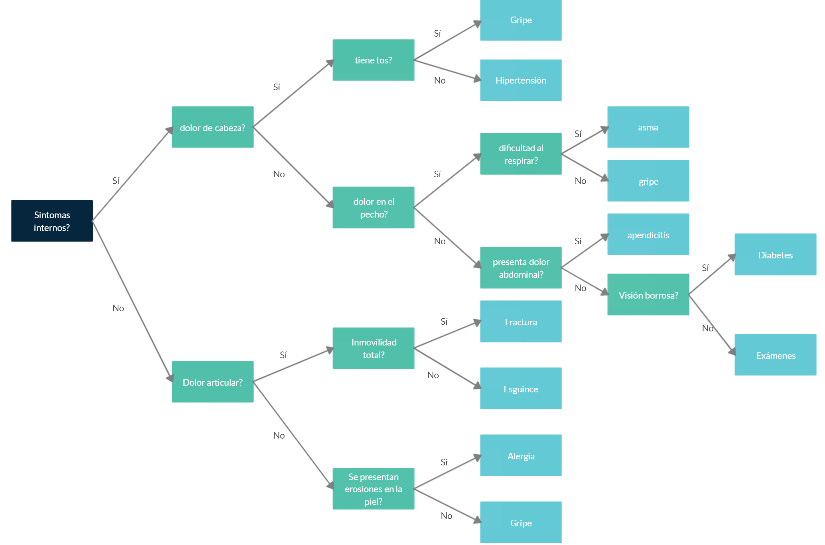 Gripe
Sí
tiene tos?
No
Hipertensión
Sí
dolor de cabeza?
asma
Sí
dificultad al
respirar?
No
Sí
No
gripe
Sí
dolor en el
pecho?
Síntomas
internos?
apendicitis
Sí
No
presenta dolor
abdominal?
Diabetes
Sí
No
Visión borrosa?
No
No
Fractura
Sí
Inmovilidad
total?
Sí
Exámenes
No
Dolor articular?
Esguince
No
Alergia
Sí
Se presentan
erosiones en la
piel?
No
Gripe